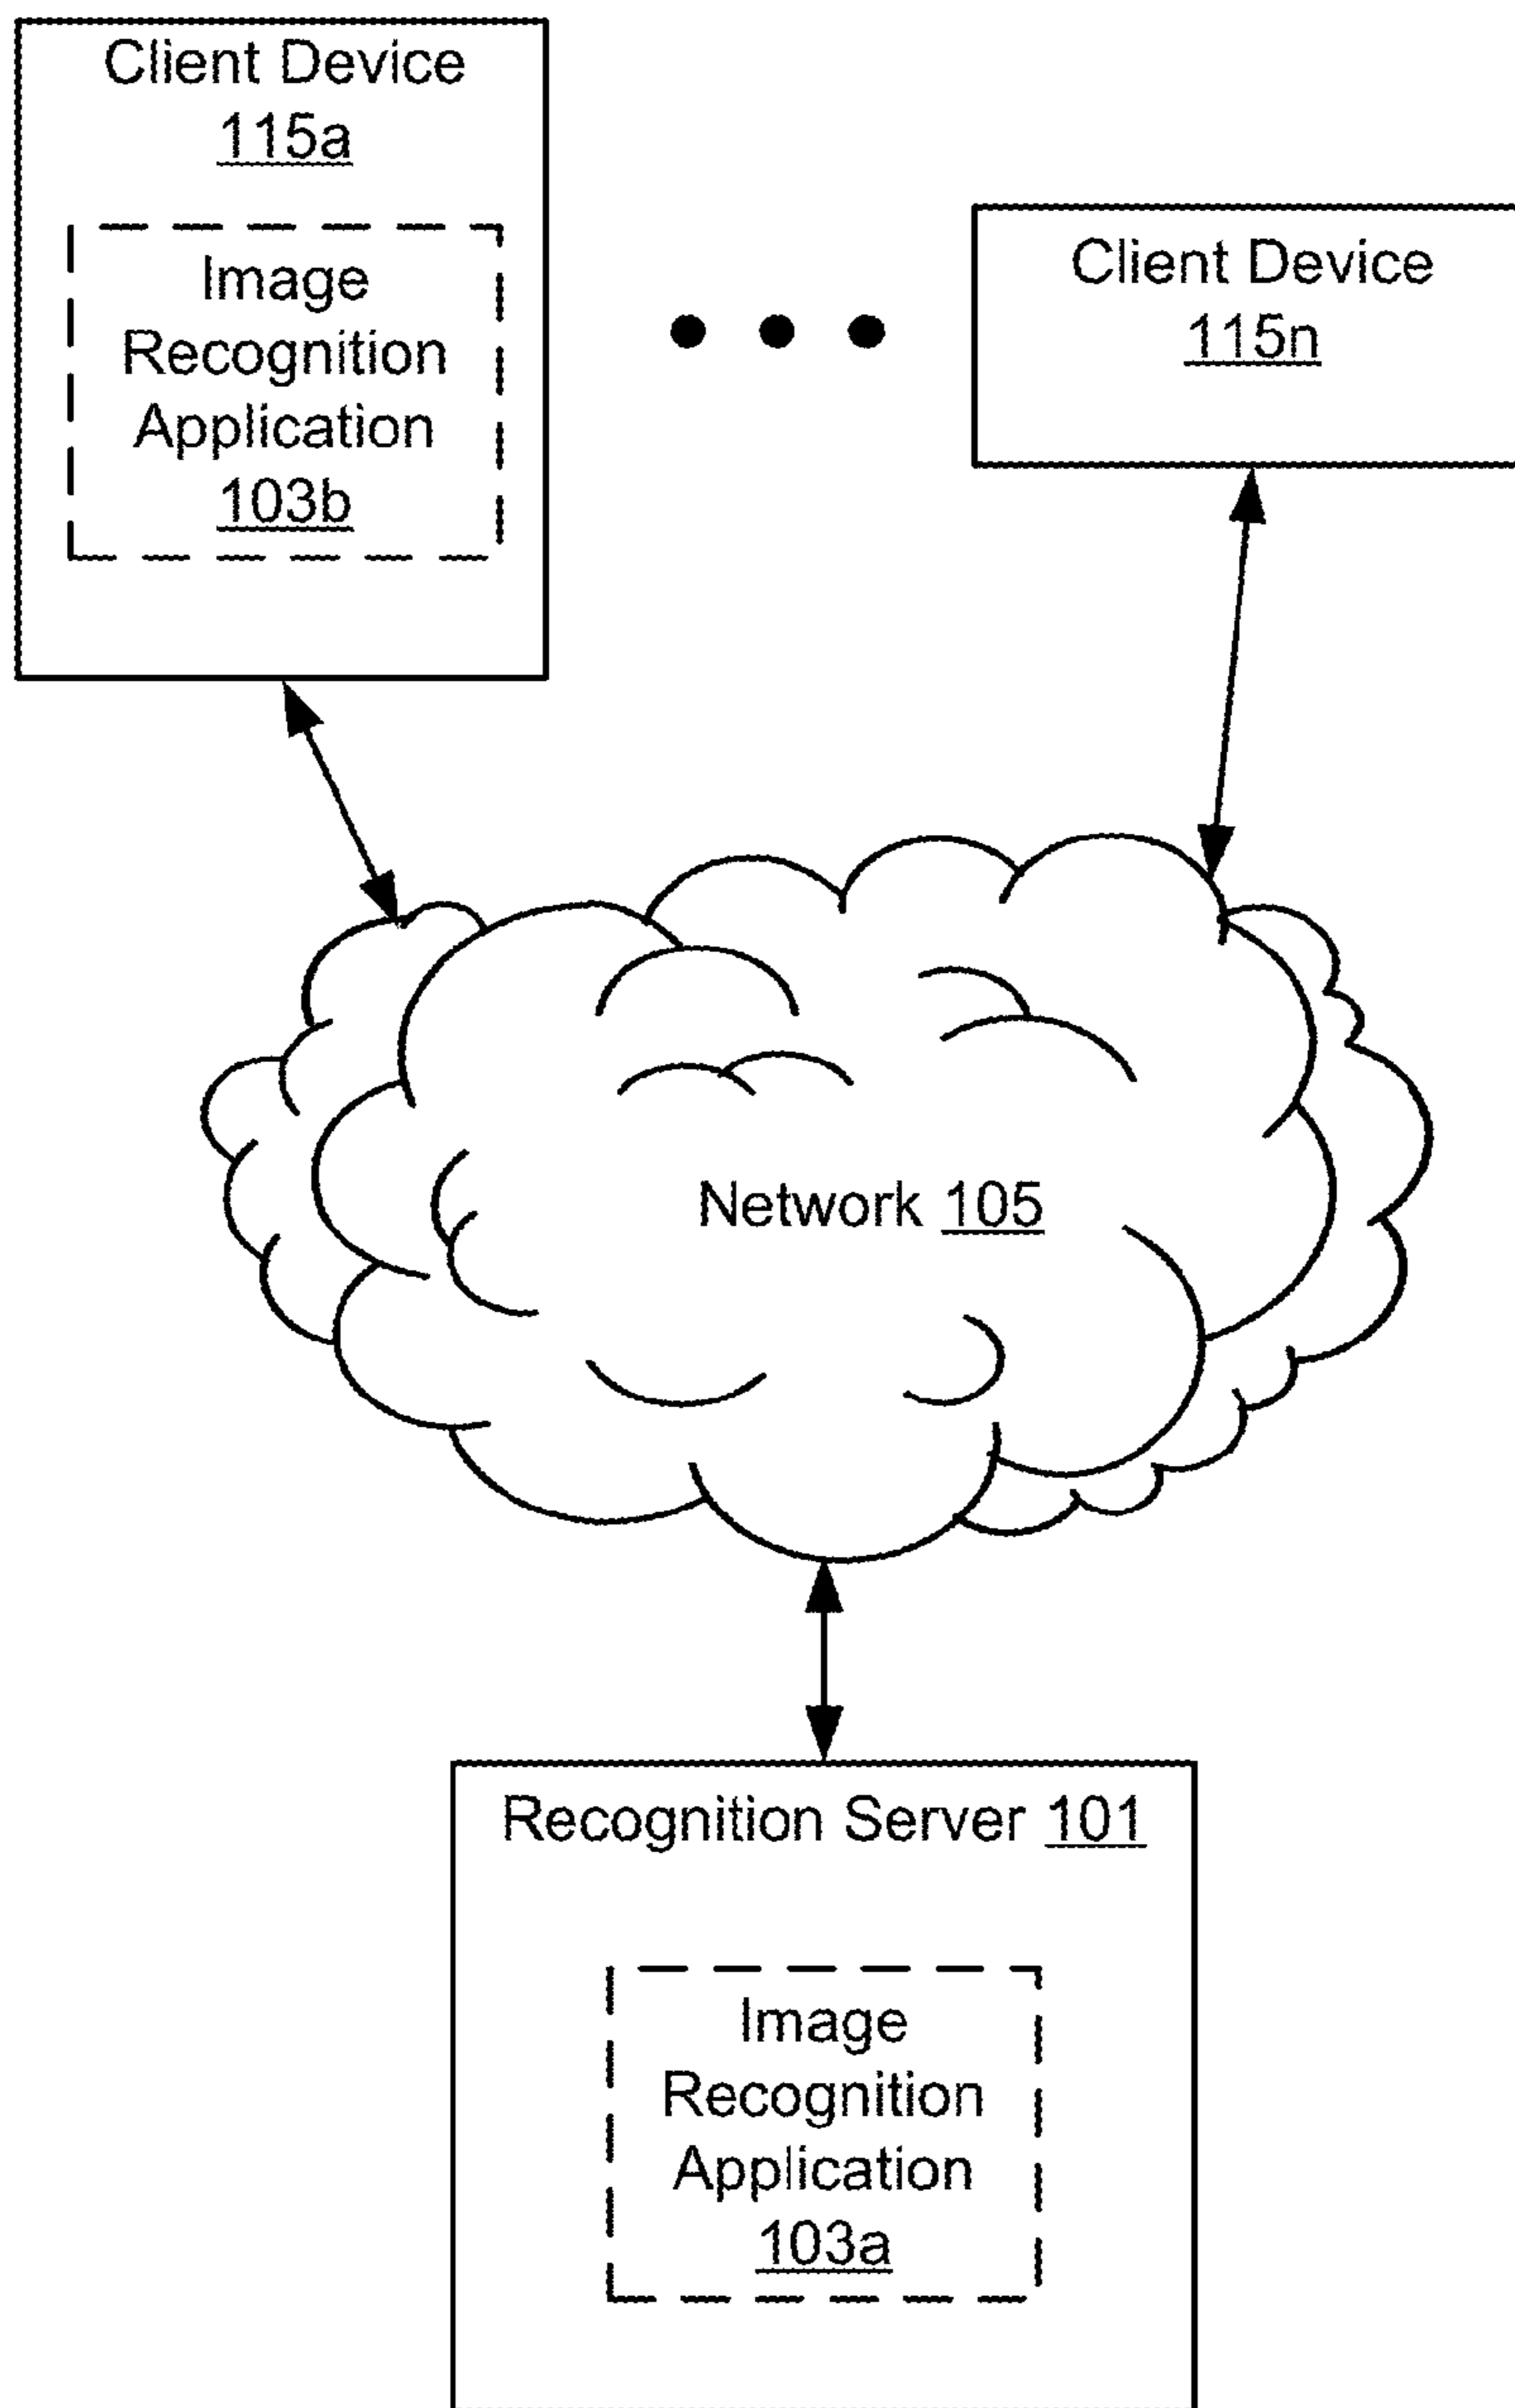 Client Device
115a
Image
Recognition
Application
103b
Client Device
115n
Network 105
Recognition Server 101
Image
Recognition
Application
103a